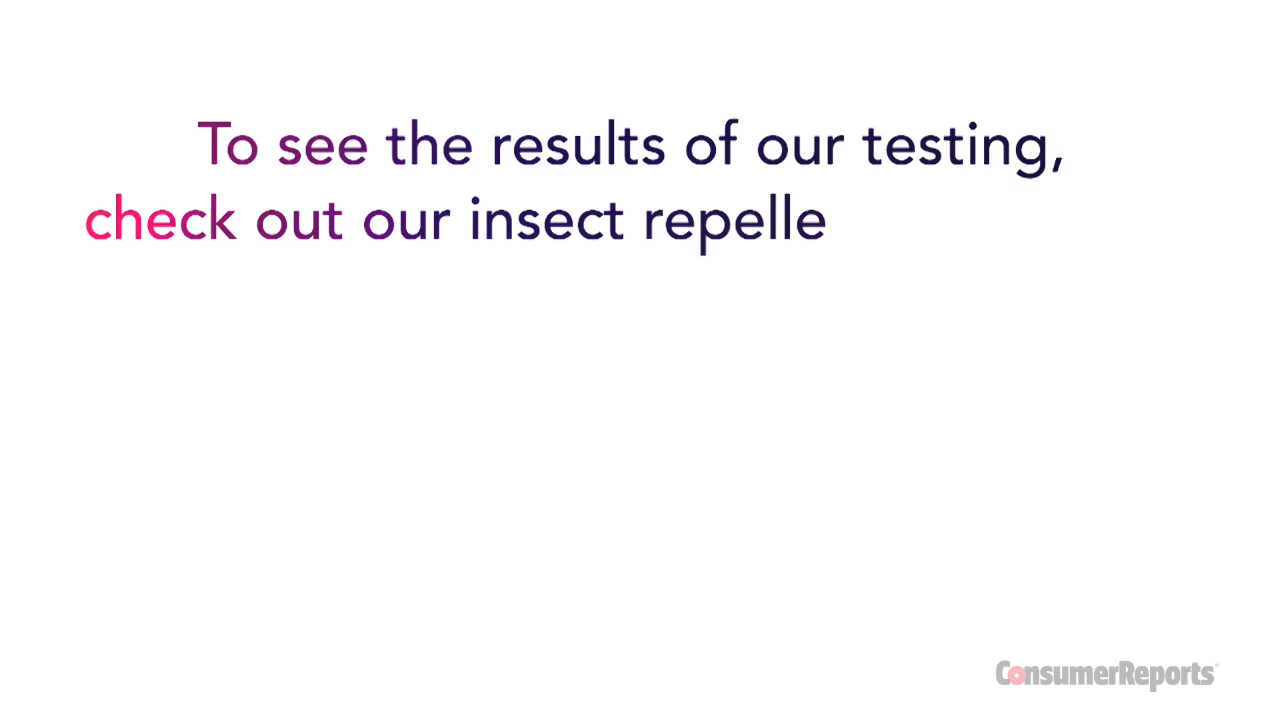 To see the results of our testing,
check out our insect repelle
ConsumerReports